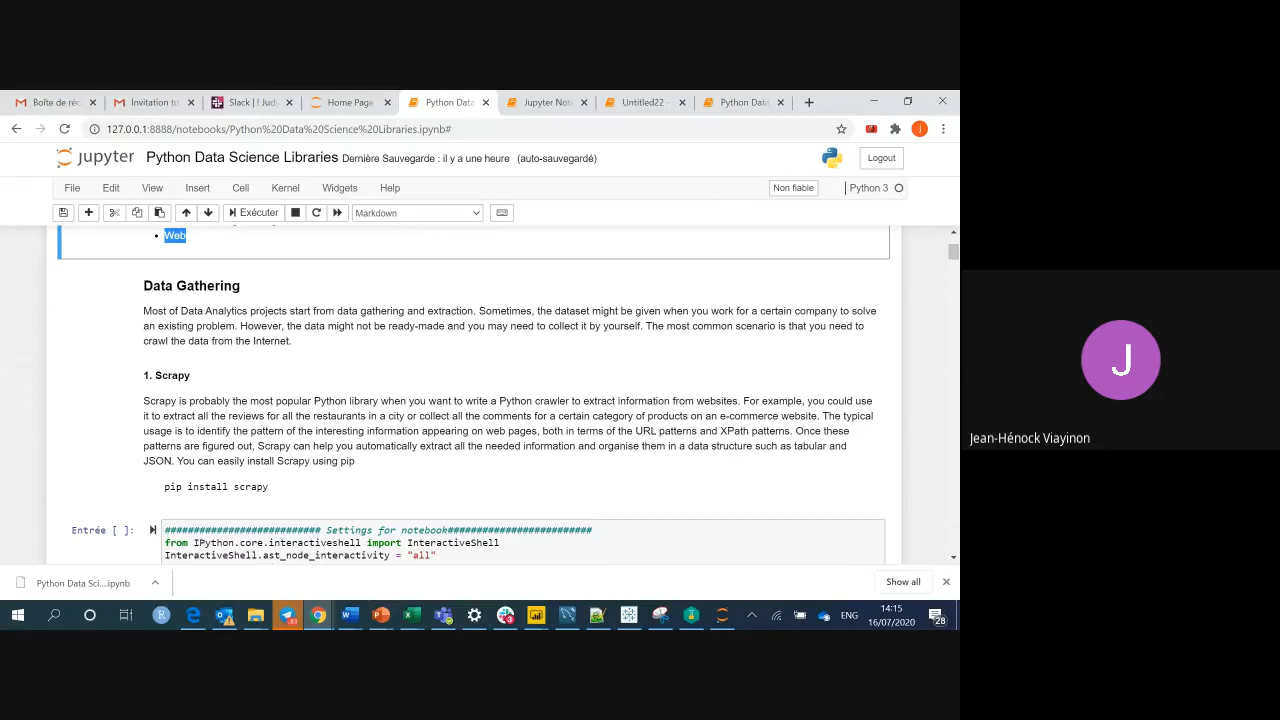 Boîte de réc
Invitation to
Slack | ! Jud
Home Page
Python Data
Jupyter Not
Untitled22 -
Python Data
127.0.0.1:8888/notebooks/Python%20Data%20Science%20Libraries.ipynb#
j
jupyter
Python Data Science Libraries Dernière Sauvegarde : il y a une heure (auto-sauvegardé)
Logout
File Edit View Insert Cell Kernel Widgets Help
Non fiable
Python 3
Exécuter
Markdown
• Web
Data Gathering
Most of Data Analytics projects start from data gathering and extraction. Sometimes, the dataset might be given when you work for a certain company to solve
an existing problem. However, the data might not be ready-made and you may need to collect it by yourself. The most common scenario is that you need to
crawl the data from the Internet.
1. Scrapy
Scrapy is probably the most popular Python library when you want to write a Python crawler to extract information from websites. For example, you could use
it to extract all the reviews for all the restaurants in a city or collect all the comments for a certain category of products on an e-commerce website. The typical
usage is to identify the pattern of the interesting information appearing on web pages, both in terms of the URL patterns and XPath patterns. Once these
patterns are figured out, Scrapy can help you automatically extract all the needed information and organise them in a data structure such as tabular and
JSON. You can easily install Scrapy using pip
pip install scrapy
Entrée [ ]:
########################### Settings for notebook#########################
from IPython.core.interactiveshell import InteractiveShell
InteractiveShell.ast_node_interactivity = "all"
Python Data Sci....ipynb
Show all
ENG
14:15
16/07/2020
28
J
Jean-Hénock Viayinon